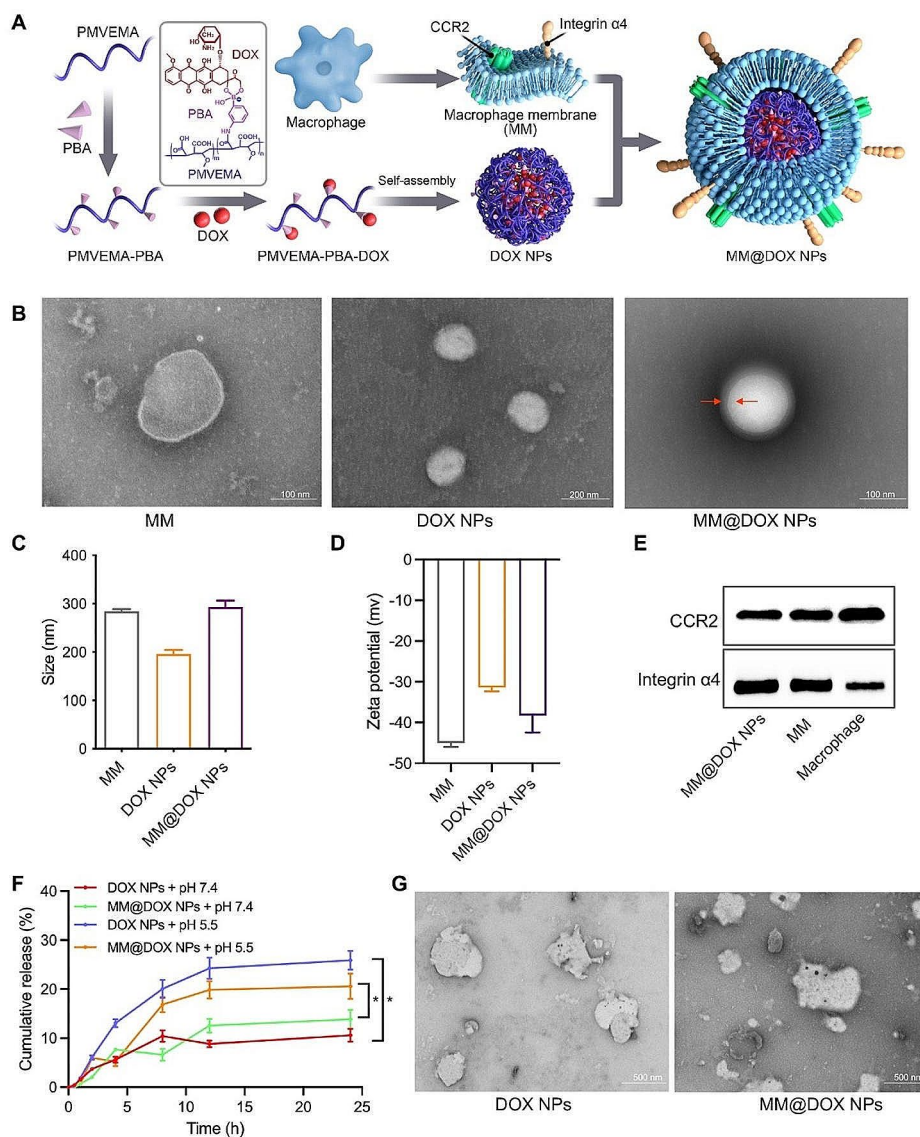 A
PMVEMA
PBA
PMVEMA-PBA
DOX
PBA
PMVEMA
DOX
PMVEMA-PBA-DOX
Macrophage
CCR2
Integrin α4
Macrophage membrane
(MM)
Self-assembly
DOX NPs
MM@DOX NPs
B
100 nm
200 nm
100 nm
MM
DOX NPs
MM@DOX NPs
C
Size (nm)
400
300
200
100
0
MM
DOX NPs
MM@DOX NPs
D
Zeta potential (mv)
0
-10
-20
-30
-40
-50
MM
DOX NPs
MM@DOX NPs
E
CCR2
Integrin α4
MM@DOX NPs
MM
Macrophage
F
DOX NPs + pH 7.4
MM@DOX NPs + pH 7.4
DOX NPs + pH 5.5
MM@DOX NPs + pH 5.5
Cumulative release (%)
40
30
20
10
0
0 5 10 15 20 25
Time (h)
* *
G
500 nm
500 nm
DOX NPs
MM@DOX NPs